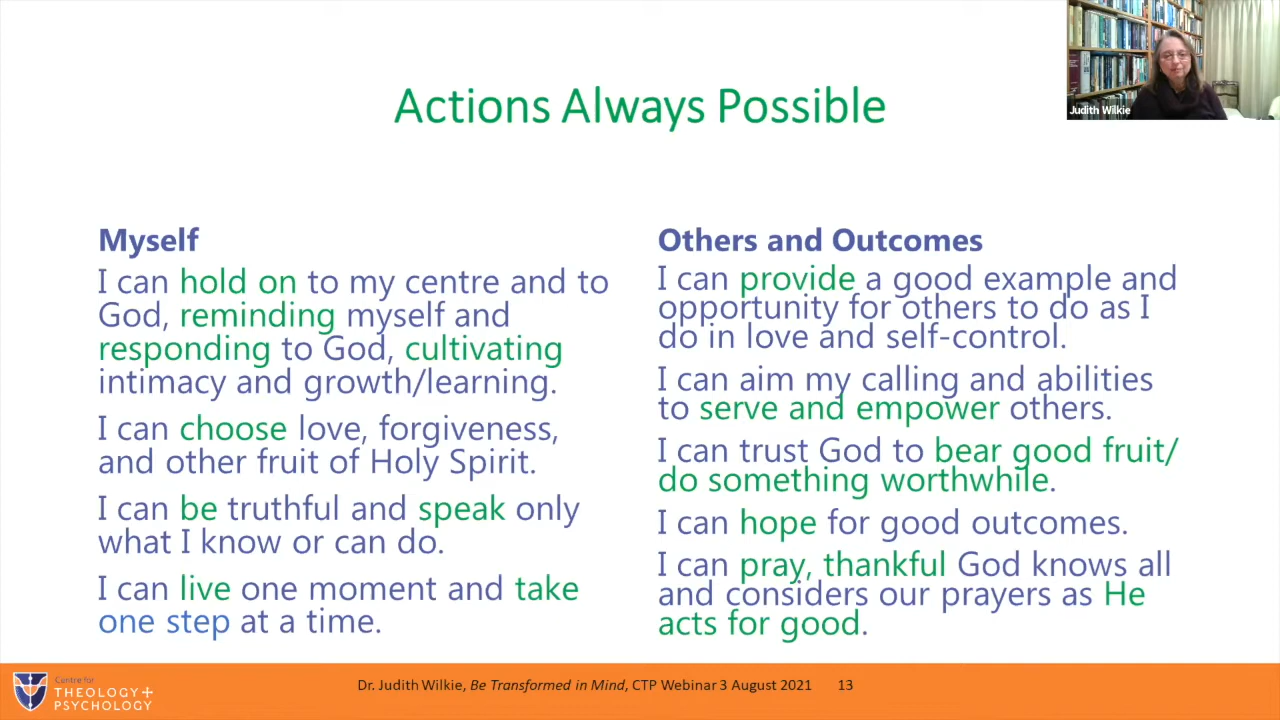 Actions Always Possible
Judith Wilkie
Myself
I can hold on to my centre and to
God, reminding myself and
responding to God, cultivating
intimacy and growth/learning.
I can choose love, forgiveness,
and other fruit of Holy Spirit.
I can be truthful and speak only
what I know or can do.
I can live one moment and take
one step at a time.
Others and Outcomes
I can provide a good example and
opportunity for others to do as I
do in love and self-control.
I can aim my calling and abilities
to serve and empower others.
I can trust God to bear good fruit/
do something worthwhile.
I can hope for good outcomes.
I can pray, thankful God knows all
and considers our prayers as He
acts for good.
Centre for
THEOLOGY+
PSYCHOLOGY
Dr. Judith Wilkie, Be Transformed in Mind, CTP Webinar 3 August 2021 13